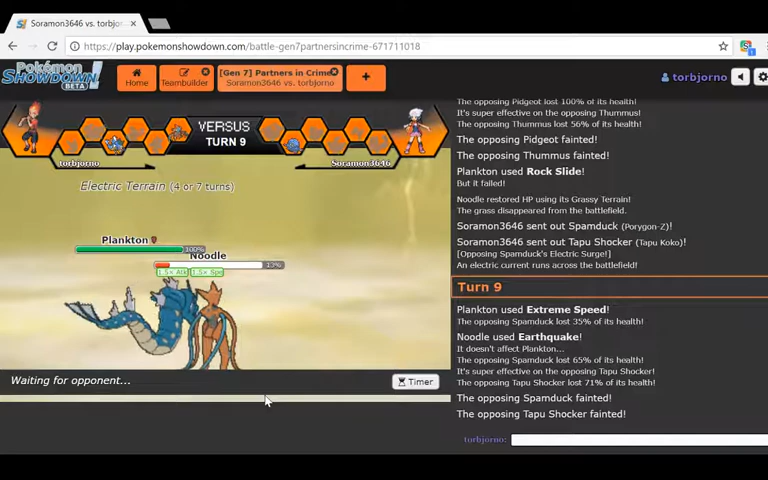 Soramon3646 vs. torbjo
https://play.pokemonshowdown.com/battle-gen7partnersincrime-671711018
Pokémon
SHOWDOWN
BETA
Home
Teambuilder
[Gen 7] Partners in Crime
Soramon3646 vs. torbjorno
+
torbjorno
VERSUS
TURN 9
torbjorno
Soramon3646
Electric Terrain (4 or 7 turns)
Plankton
100%
Noodle
13%
1.5× Atk
1.5× Spe
Waiting for opponent...
Timer
The opposing Pidgeot lost 100% of its health!
It's super effective on the opposing Thummus!
The opposing Thummus lost 56% of its health!
The opposing Pidgeot fainted!
The opposing Thummus fainted!
Plankton used Rock Slide!
But it failed!
Noodle restored HP using its Grassy Terrain!
The grass disappeared from the battlefield.
Soramon3646 sent out Spamduck (Porygon-Z)!
Soramon3646 sent out Tapu Shocker (Tapu Koko)!
[Opposing Spamduck's Electric Surge!]
An electric current runs across the battlefield!
Turn 9
Plankton used Extreme Speed!
The opposing Spamduck lost 35% of its health!
Noodle used Earthquake!
It doesn't affect Plankton...
The opposing Spamduck lost 65% of its health!
It's super effective on the opposing Tapu Shocker!
The opposing Tapu Shocker lost 71% of its health!
The opposing Spamduck fainted!
The opposing Tapu Shocker fainted!
torbjorno: